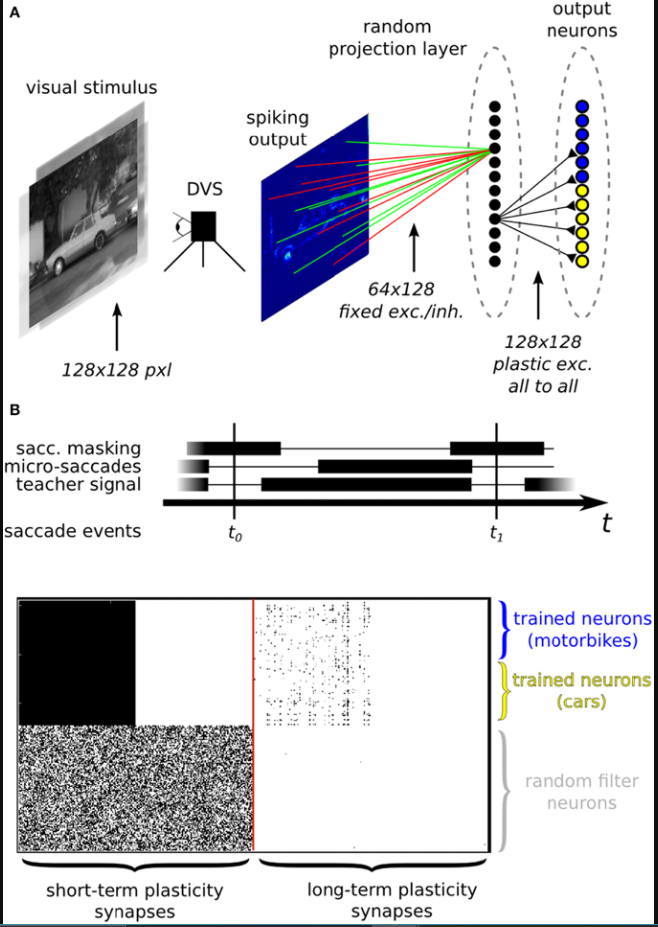 A
random
projection layer
output
neurons
visual stimulus
spiking
output
DVS
64x128
fixed exc./inh.
128x128 pxl
128x128
plastic exc.
all to all
B
sacc. masking
micro-saccades
teacher signal
saccade events
t0
t1
t
trained neurons
(motorbikes)
trained neurons
(cars)
random filter
neurons
short-term plasticity
synapses
long-term plasticity
synapses